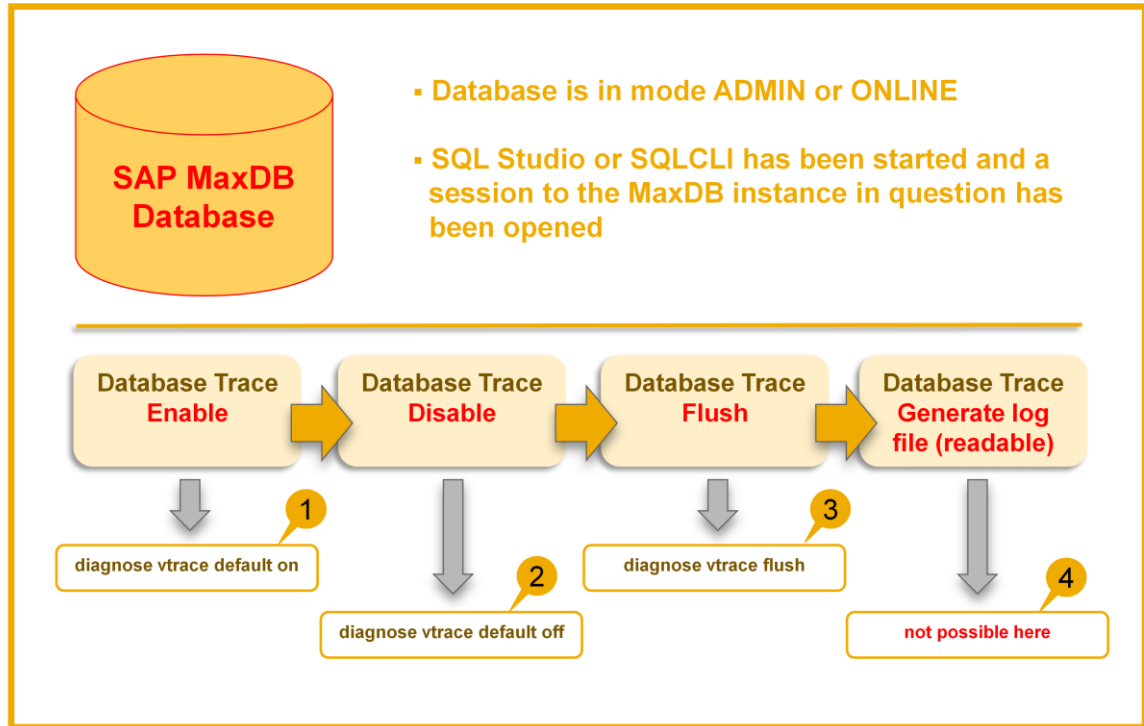 SAP MaxDB
Database
▪ Database is in mode ADMIN or ONLINE
▪ SQL Studio or SQLCLI has been started and a
session to the MaxDB instance in question has
been opened
Database Trace
Enable
Database Trace
Disable
Database Trace
Flush
Database Trace
Generate log
file (readable)
1
diagnose vtrace default on
2
diagnose vtrace default off
3
diagnose vtrace flush
4
not possible here